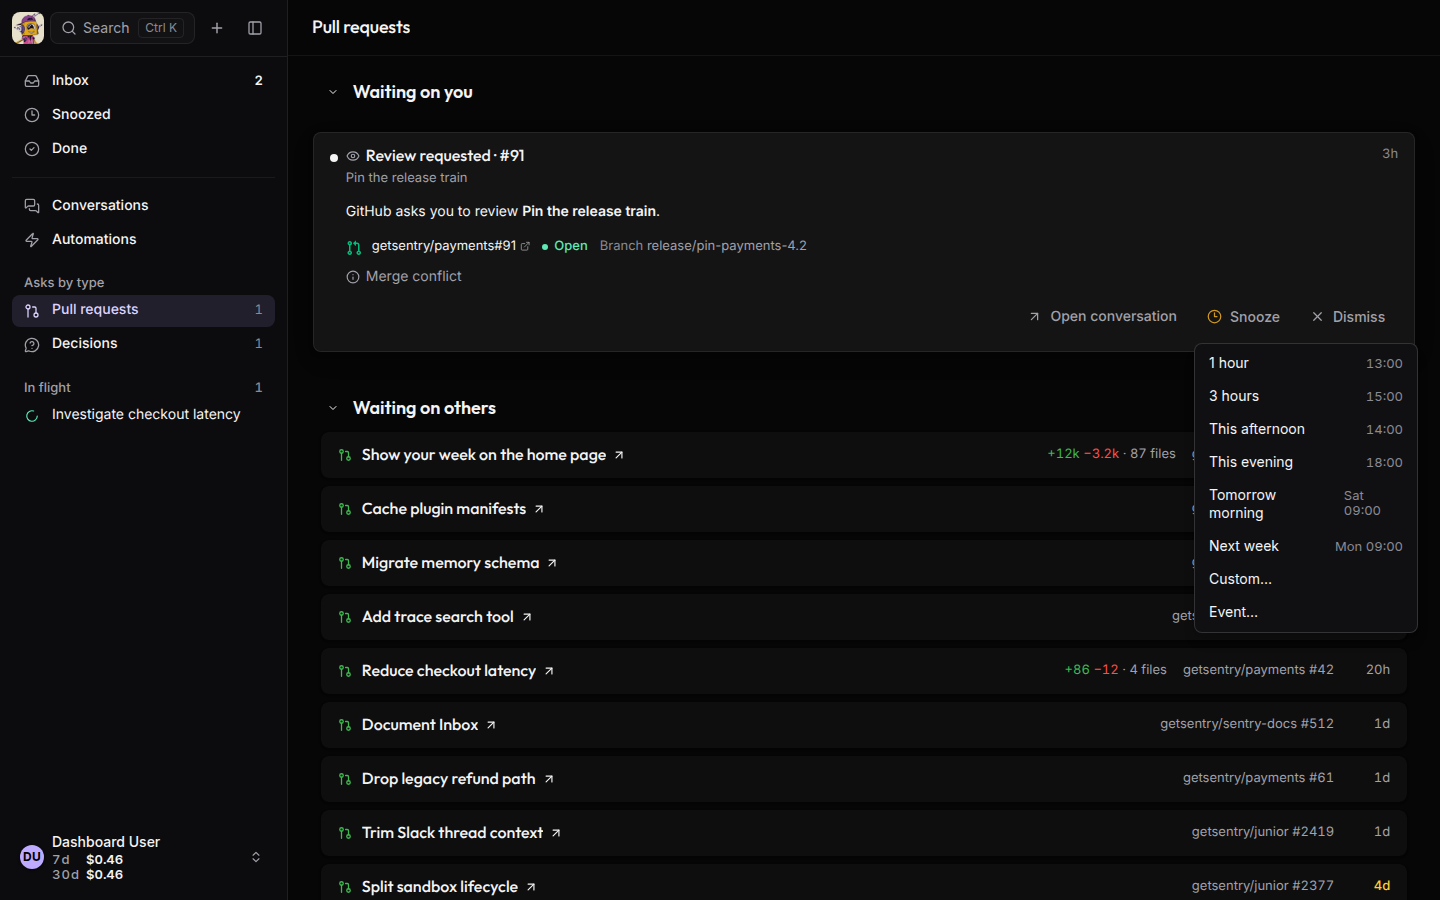 Search Ctrl K
Inbox 2
Snoozed
Done
Conversations
Automations
Asks by type
Pull requests 1
Decisions 1
In flight 1
Investigate checkout latency
DU
Dashboard User
7d $0.46
30d $0.46
Pull requests
Waiting on you
Review requested · #91 3h
Pin the release train
GitHub asks you to review Pin the release train.
getsentry/payments#91 Open Branch release/pin-payments-4.2
Merge conflict
Open conversation Snooze Dismiss
1 hour 13:00
3 hours 15:00
This afternoon 14:00
This evening 18:00
Tomorrow morning Sat 09:00
Next week Mon 09:00
Custom...
Event...
Waiting on others
Show your week on the home page +12k −3.2k · 87 files
Cache plugin manifests
Migrate memory schema
Add trace search tool
Reduce checkout latency +86 −12 · 4 files getsentry/payments #42 20h
Document Inbox getsentry/sentry-docs #512 1d
Drop legacy refund path getsentry/payments #61 1d
Trim Slack thread context getsentry/junior #2419 1d
Split sandbox lifecycle getsentry/junior #2377 4d